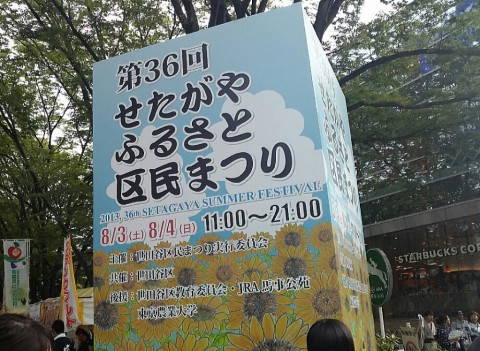 第36回
せたがや
ふるさと
区民まつり
2013, 36th SETAGAYA SUMMER FESTIVAL
8/3(土) 8/4(日) 11:00〜21:00
主催：世田谷区民まつり実行委員会
共催：世田谷区
後援：世田谷区教育委員会・JRA馬事公苑
東京農業大学
STARBUCKS CO